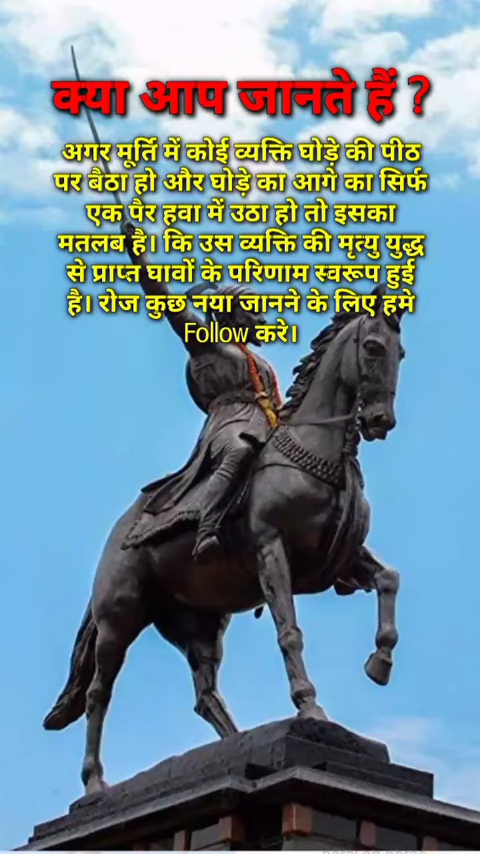 क्या आप जानते हैं ?
अगर मूर्ति में कोई व्यक्ति घोड़े की पीठ
पर बैठा हो और घोड़े का आगे का सिर्फ
एक पैर हवा में उठा हो तो इसका
मतलब है। कि उस व्यक्ति की मृत्यु युद्ध
से प्राप्त घावों के परिणाम स्वरूप हुई
है। रोज कुछ नया जानने के लिए हमे
Follow करे।